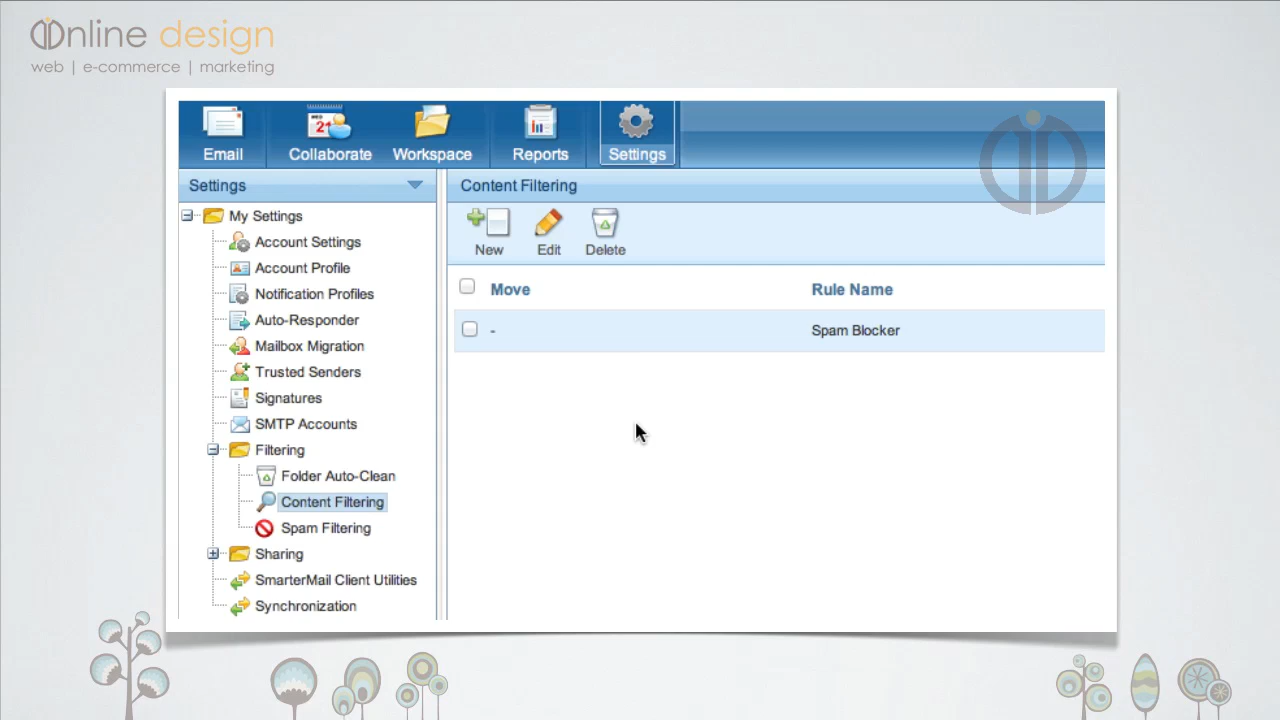 Online design
web | e-commerce | marketing
Email
Collaborate
Workspace
Reports
Settings
Settings
Content Filtering
My Settings
Account Settings
Account Profile
Notification Profiles
Auto-Responder
Mailbox Migration
Trusted Senders
Signatures
SMTP Accounts
Filtering
Folder Auto-Clean
Content Filtering
Spam Filtering
Sharing
SmarterMail Client Utilities
Synchronization
New
Edit
Delete
Move
Rule Name
-
Spam Blocker
WED
21